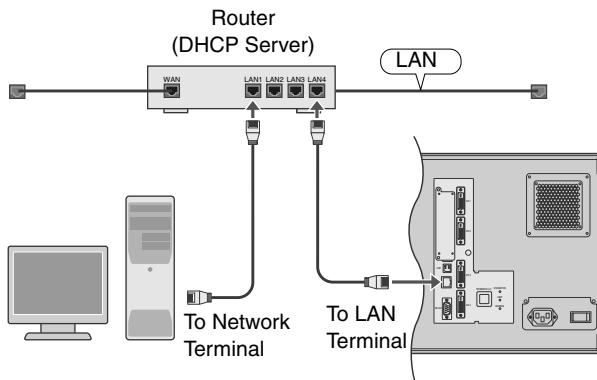 Router
(DHCP Server)
LAN
WAN
LAN1 LAN2 LAN3 LAN4
To Network
Terminal
To LAN
Terminal